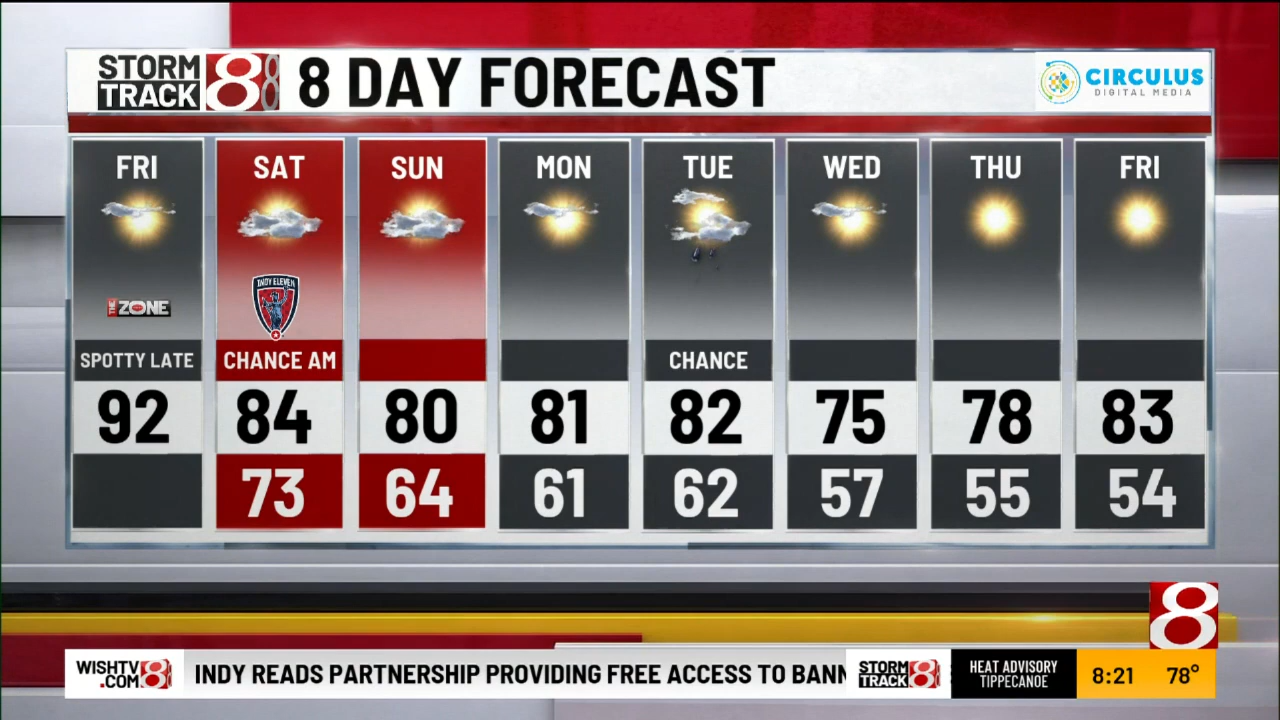 STORM
TRACK 8
8 DAY FORECAST
CIRCULUS
DIGITAL MEDIA
FRI SAT SUN MON TUE WED THU FRI
THE ZONE
INDY ELEVEN
SPOTTY LATE CHANCE AM CHANCE
92 84 80 81 82 75 78 83
73 64 61 62 57 55 54
8
WISHTV
.COM 8
INDY READS PARTNERSHIP PROVIDING FREE ACCESS TO BANN
STORM
TRACK 8
HEAT ADVISORY
TIPPECANOE
8:21 78°